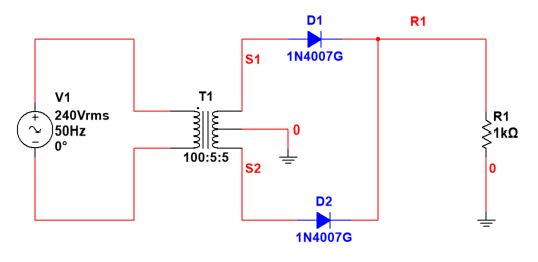 D1
R1
1N4007G
S1
V1
240Vrms
50Hz
0°
T1
0
100:5:5
S2
R1
1kΩ
0
D2
1N4007G